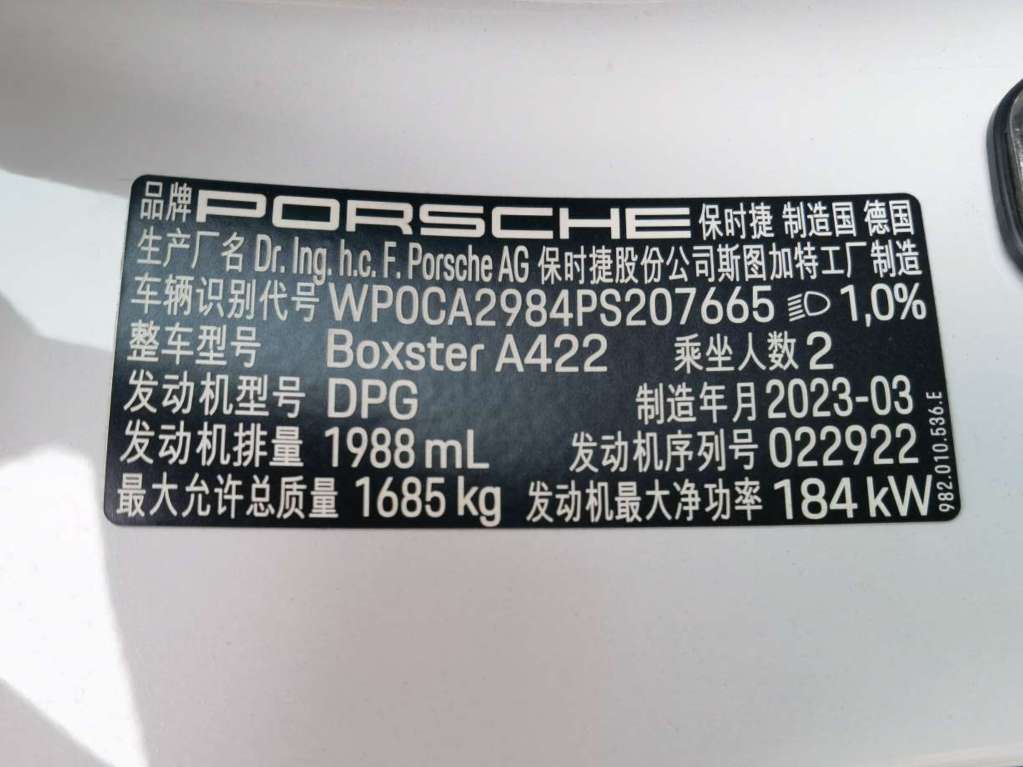 品牌 PORSCHE 保时捷 制造国 德国
生产厂名 Dr. Ing. h.c. F. Porsche AG 保时捷股份公司斯图加特工厂制造
车辆识别代号 WP0CA2984PS207665 1,0%
整车型号 Boxster A422 乘坐人数 2
发动机型号 DPG 制造年月 2023-03
发动机排量 1988 mL 发动机序列号 022922
最大允许总质量 1685 kg 发动机最大净功率 184 kW
982.010.536.E